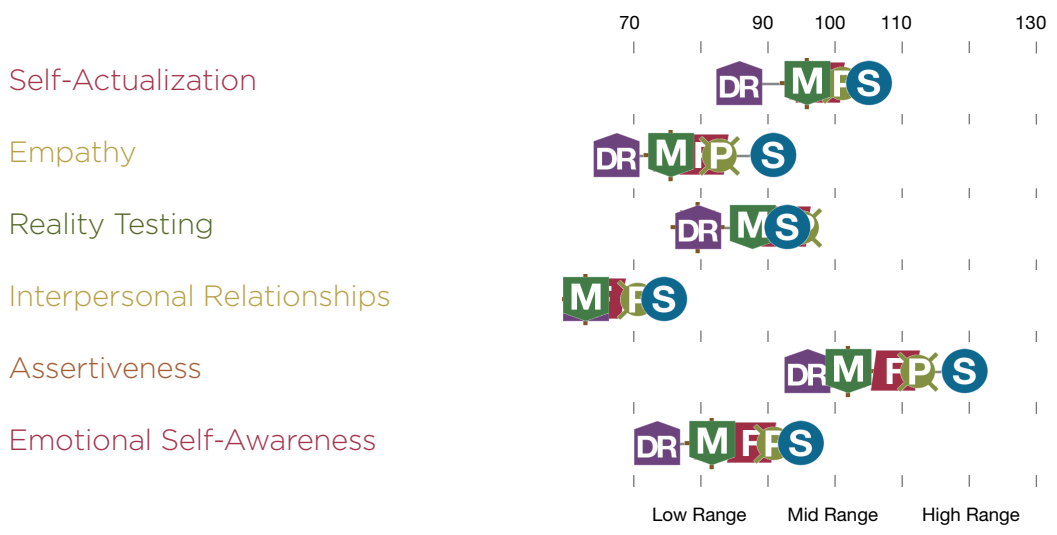 70 90 100 110 130
Self-Actualization DR M F P S
Empathy DR M F P S
Reality Testing DR M S
Interpersonal Relationships M P S
Assertiveness DR M F P S
Emotional Self-Awareness DR M F P S
Low Range Mid Range High Range